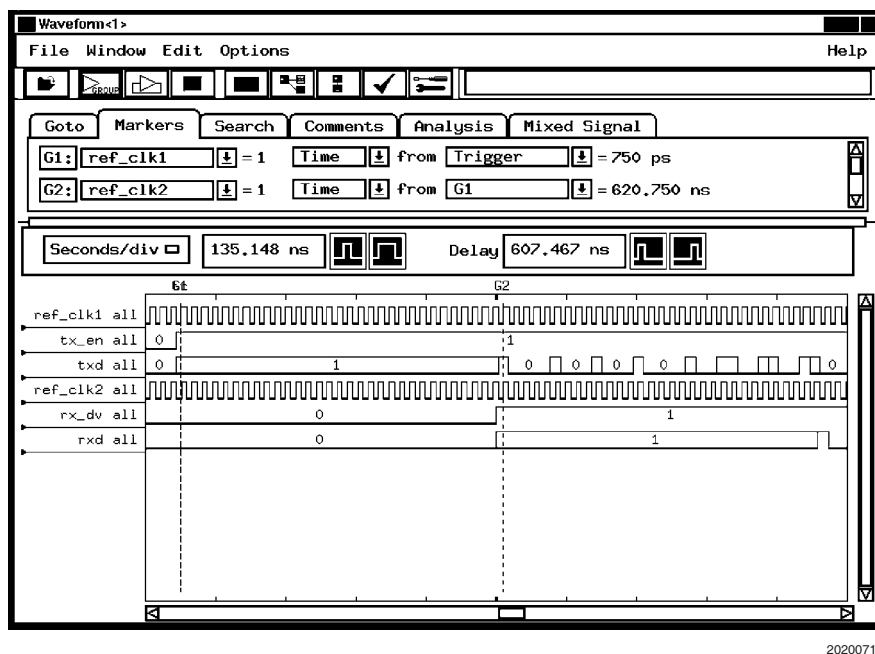 Waveform<1>
File Window Edit Options Help
GROUP
Goto Markers Search Comments Analysis Mixed Signal
G1: ref_clk1 = 1 Time from Trigger = 750 ps
G2: ref_clk2 = 1 Time from G1 = 620.750 ns
Seconds/div 135.148 ns Delay 607.467 ns
G2
ref_clk1 all
tx_en all 0 1
txd all 0 1 0 0 0 0 0
ref_clk2 all
rx_dv all 0 1
rxd all 0 1
2020071